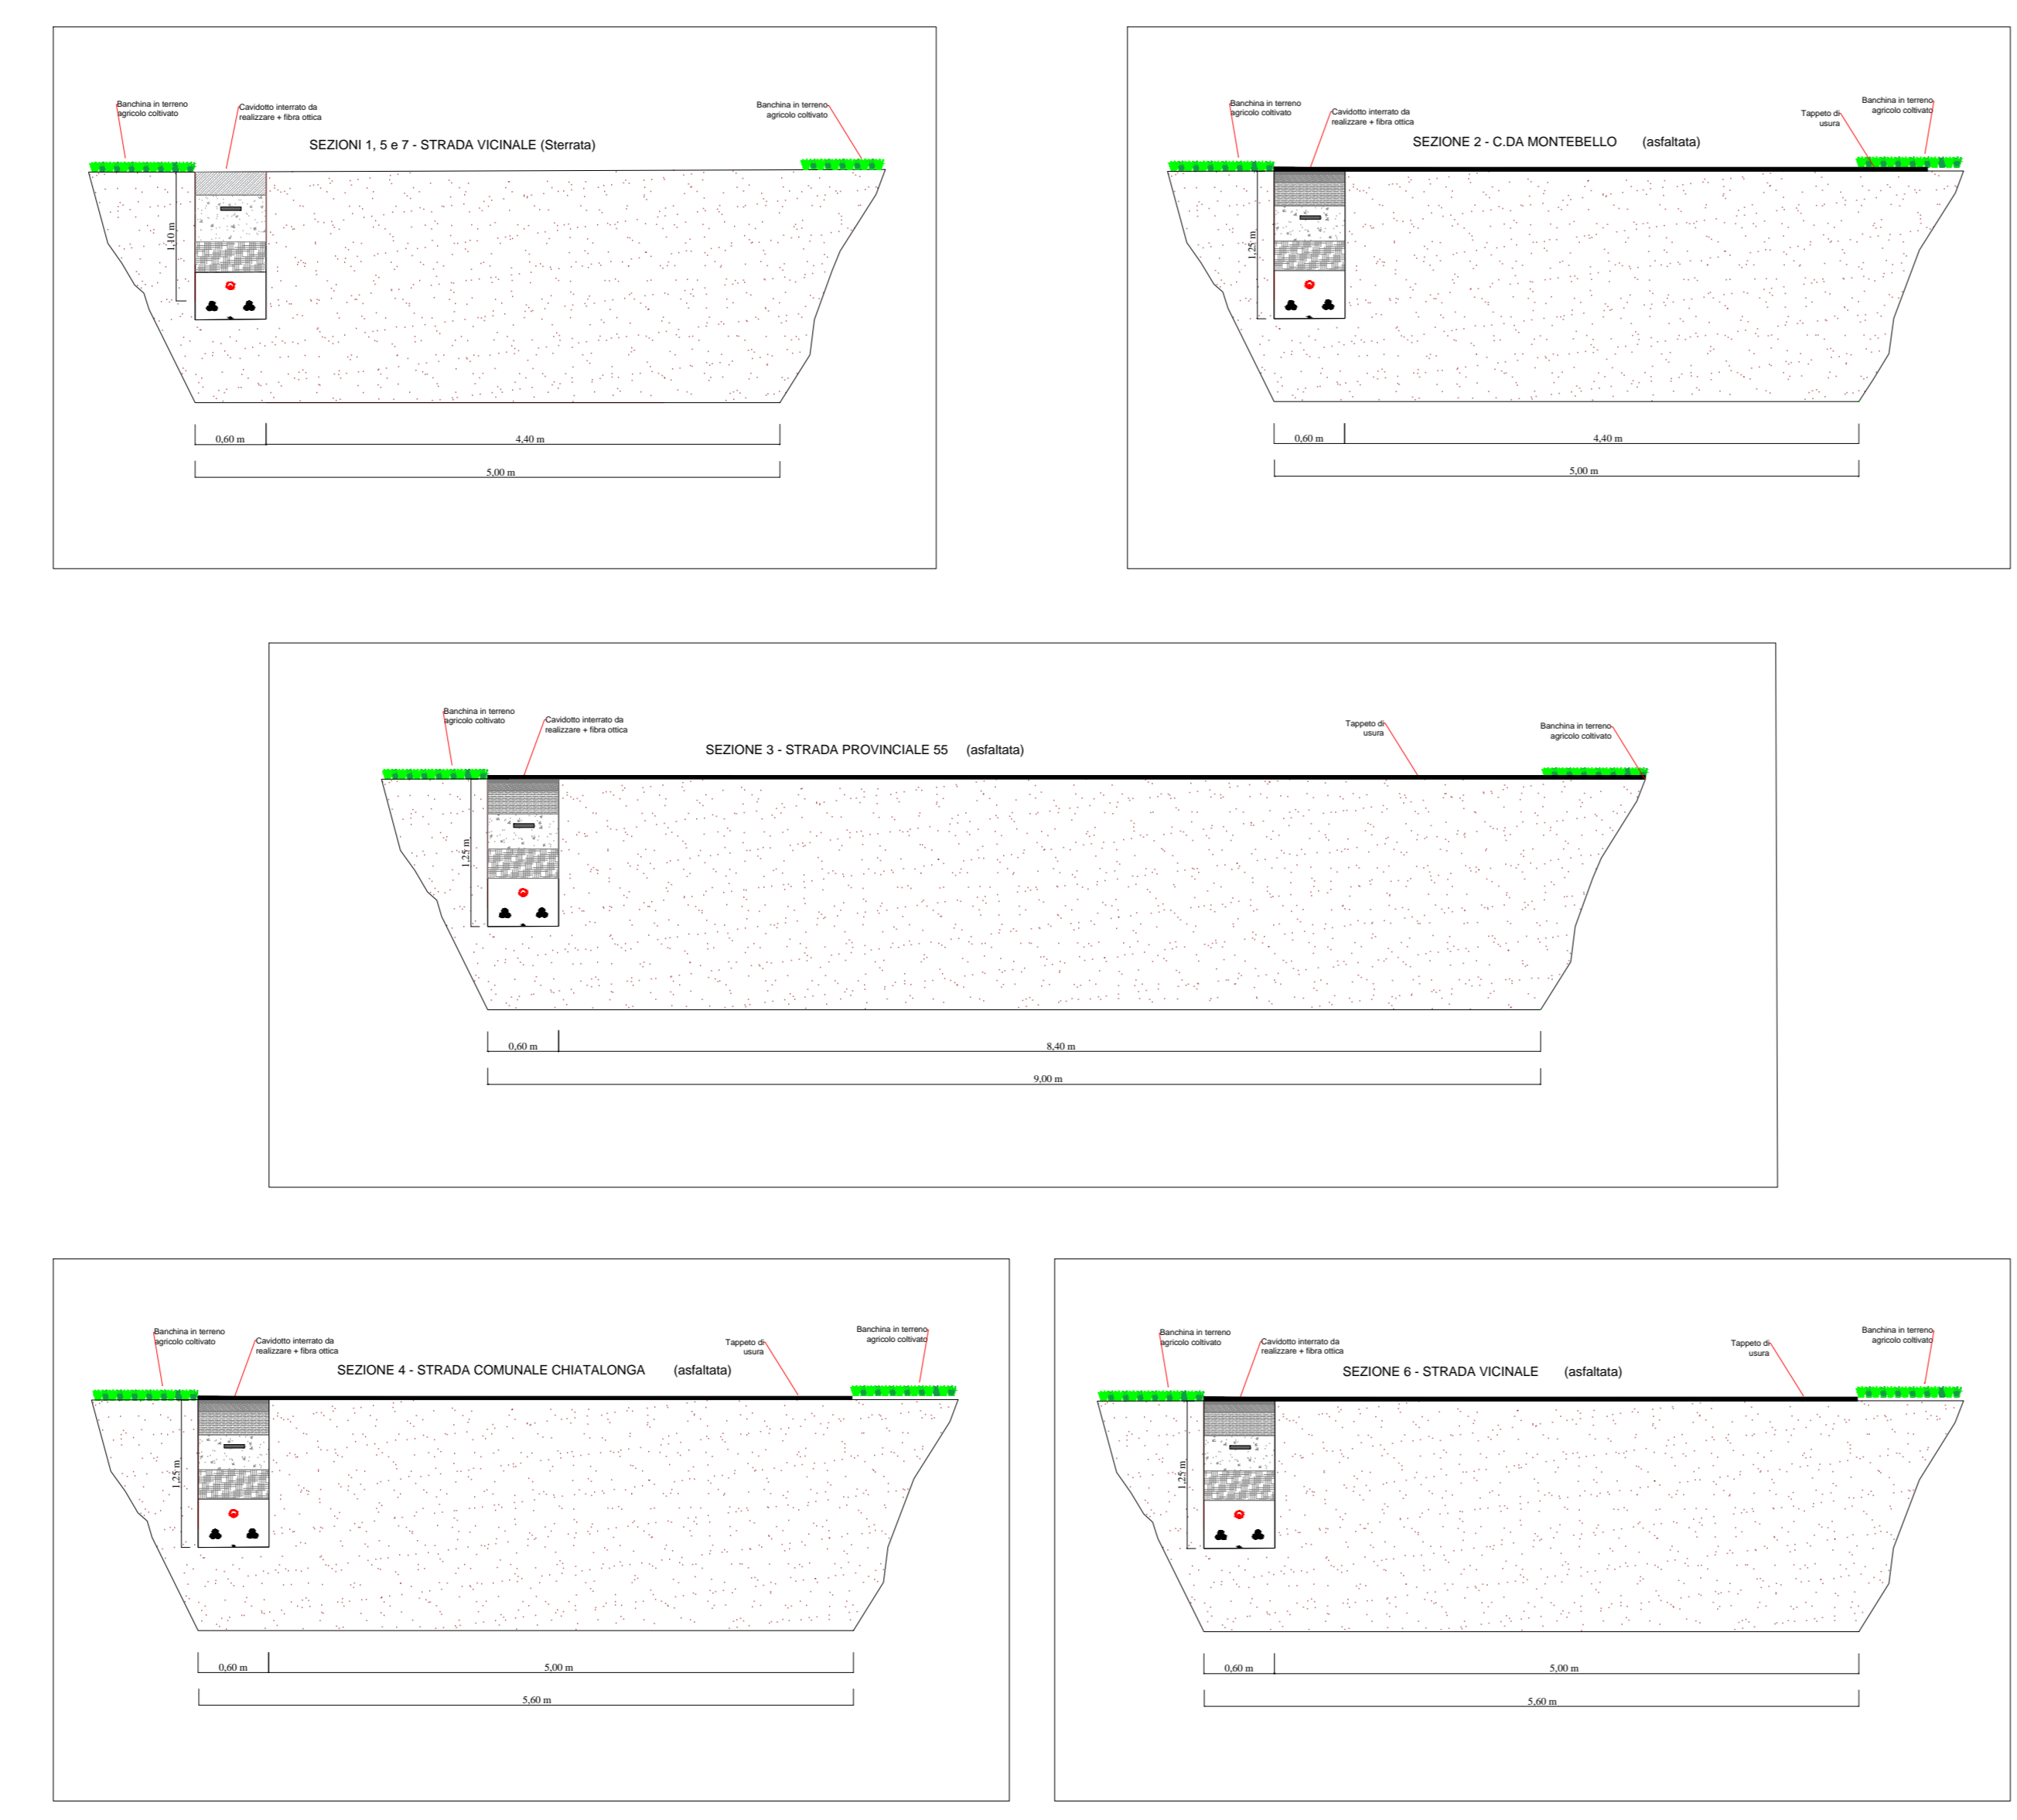 Banchina in terreno
agricolo coltivato
Cavidotto interrato da
realizzare + fibra ottica
Banchina in terreno
agricolo coltivato
SEZIONI 1, 5 e 7 - STRADA VICINALE (Sterrata)
1,10 m
0,60 m
4,40 m
5,00 m
Banchina in terreno
agricolo coltivato
Cavidotto interrato da
realizzare + fibra ottica
Tappeto di
usura
Banchina in terreno
agricolo coltivato
SEZIONE 2 - C.DA MONTEBELLO (asfaltata)
1,25 m
0,60 m
4,40 m
5,00 m
Banchina in terreno
agricolo coltivato
Cavidotto interrato da
realizzare + fibra ottica
Tappeto di
usura
Banchina in terreno
agricolo coltivato
SEZIONE 3 - STRADA PROVINCIALE 55 (asfaltata)
1,25 m
0,60 m
8,40 m
9,00 m
Banchina in terreno
agricolo coltivato
Cavidotto interrato da
realizzare + fibra ottica
Tappeto di
usura
Banchina in terreno
agricolo coltivato
SEZIONE 4 - STRADA COMUNALE CHIATALONGA (asfaltata)
1,25 m
0,60 m
5,00 m
5,60 m
Banchina in terreno
agricolo coltivato
Cavidotto interrato da
realizzare + fibra ottica
Tappeto di
usura
Banchina in terreno
agricolo coltivato
SEZIONE 6 - STRADA VICINALE (asfaltata)
1,25 m
0,60 m
5,00 m
5,60 m